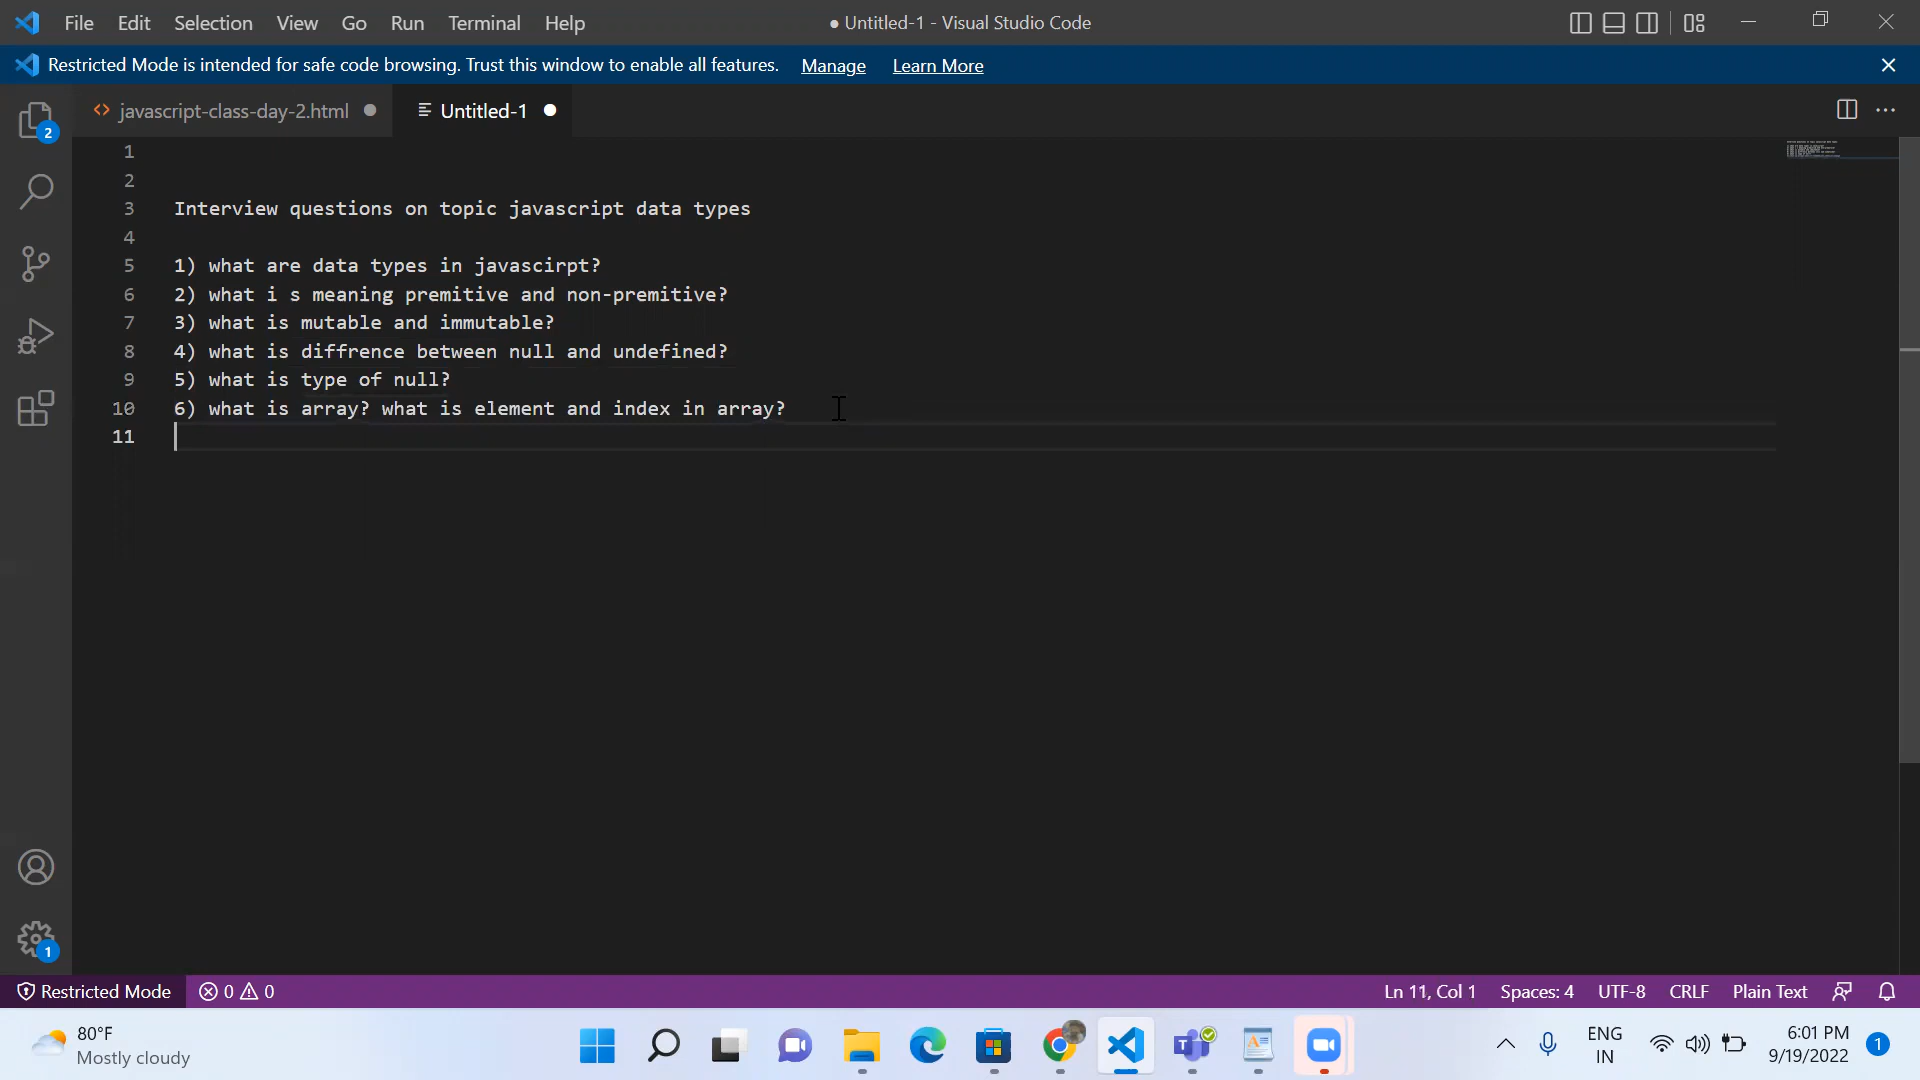 File Edit Selection View Go Run Terminal Help ● Untitled-1 - Visual Studio Code
Restricted Mode is intended for safe code browsing. Trust this window to enable all features. Manage Learn More
javascript-class-day-2.html Untitled-1
2
1
2
3 Interview questions on topic javascript data types
4
5 1) what are data types in javascirpt?
6 2) what i s meaning premitive and non-premitive?
7 3) what is mutable and immutable?
8 4) what is diffrence between null and undefined?
9 5) what is type of null?
10 6) what is array? what is element and index in array?
11
1
Restricted Mode 0 0 Ln 11, Col 1 Spaces: 4 UTF-8 CRLF Plain Text
80°F
Mostly cloudy
ENG
IN
6:01 PM
9/19/2022
1